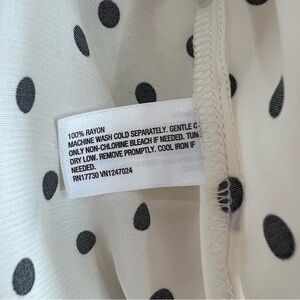 100% RAYON
MACHINE WASH COLD SEPARATELY. GENTLE C
ONLY NON-CHLORINE BLEACH IF NEEDED. TUM
DRY LOW. REMOVE PROMPTLY. COOL IRON IF
NEEDED.
RN17730 VN1247024